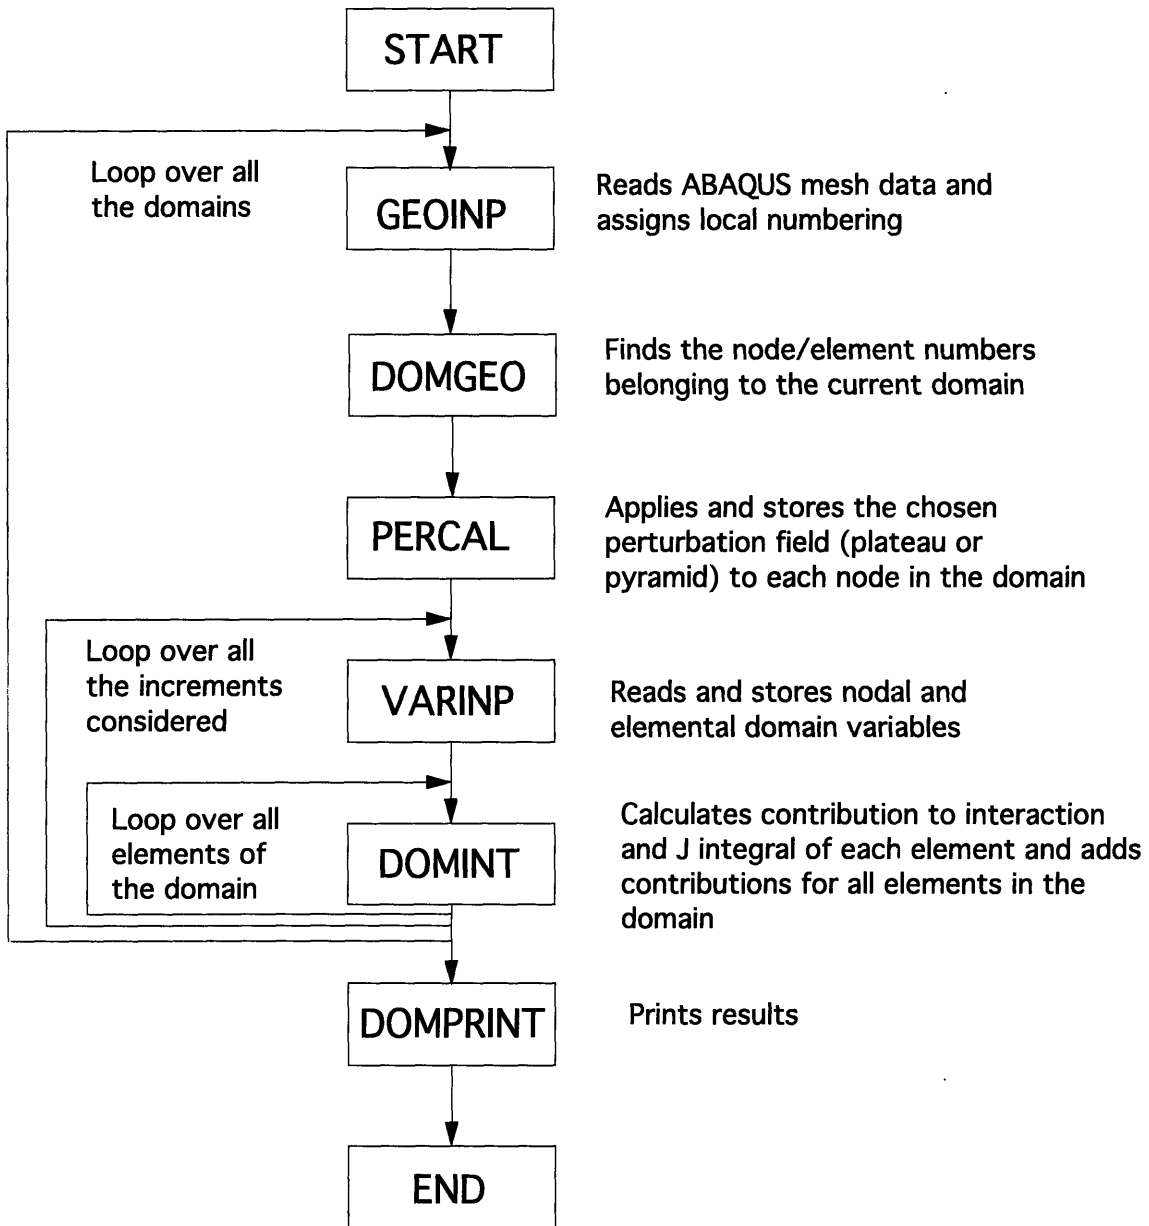 START
Loop over all
the domains
GEOINP
Reads ABAQUS mesh data and
assigns local numbering
DOMGEO
Finds the node/element numbers
belonging to the current domain
PERCAL
Applies and stores the chosen
perturbation field (plateau or
pyramid) to each node in the domain
Loop over all
the increments
considered
VARINP
Reads and stores nodal and
elemental domain variables
Loop over all
elements of
the domain
DOMINT
Calculates contribution to interaction
and J integral of each element and adds
contributions for all elements in the
domain
DOMPRINT
Prints results
END